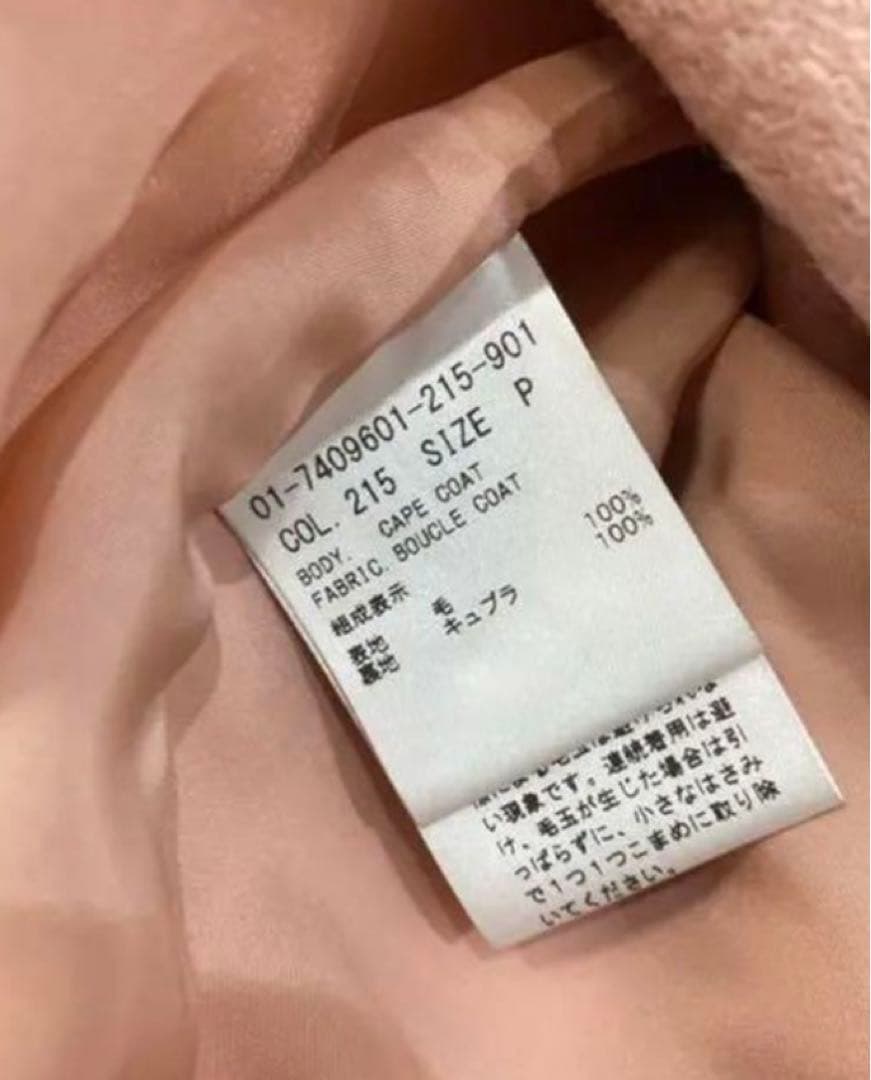 01-7409601-215-901
COL. 215 SIZE P
BODY. CAPE COAT
FABRIC. BOUCLE COAT
組成表示
表地 毛 100%
裏地 キュプラ 100%
い現象です。連続着用は避
け、毛玉が生じた場合は引
っぱらずに、小さなはさみ
で1つ1つこまめに取り除
いてください。